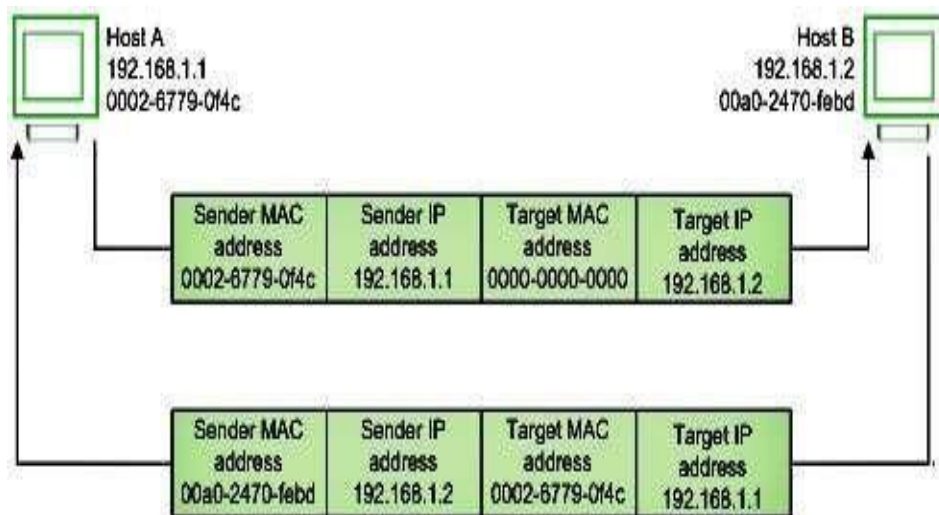 Host A
192.168.1.1
0002-6779-0f4c
Host B
192.168.1.2
00a0-2470-febd
Sender MAC address 0002-6779-0f4c
Sender IP address 192.168.1.1
Target MAC address 0000-0000-0000
Target IP address 192.168.1.2
Sender MAC address 00a0-2470-febd
Sender IP address 192.168.1.2
Target MAC address 0002-6779-0f4c
Target IP address 192.168.1.1